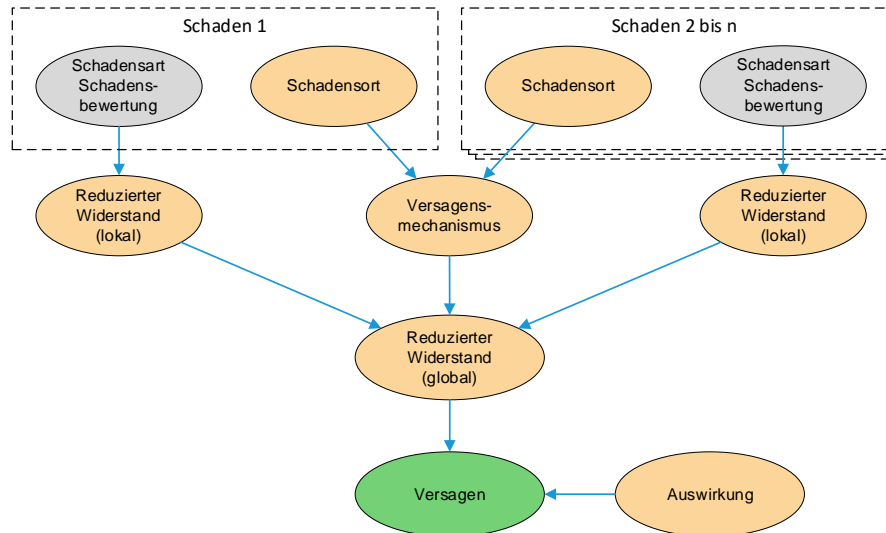 Schaden 1
Schadensart
Schadens-
bewertung
Schadensort
Schaden 2 bis n
Schadensort
Schadensart
Schadens-
bewertung
Reduzierter
Widerstand
(lokal)
Versagens-
mechanismus
Reduzierter
Widerstand
(lokal)
Reduzierter
Widerstand
(global)
Versagen
Auswirkung